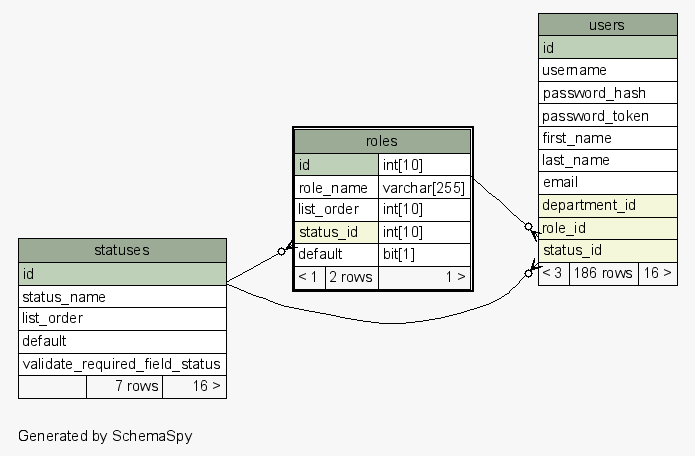 users
id
username
password_hash
password_token
first_name
last_name
email
department_id
role_id
status_id
< 3 186 rows 16 >
roles
id int[10]
role_name varchar[255]
list_order int[10]
status_id int[10]
default bit[1]
< 1 2 rows 1 >
statuses
id
status_name
list_order
default
validate_required_field_status
7 rows 16 >
Generated by SchemaSpy